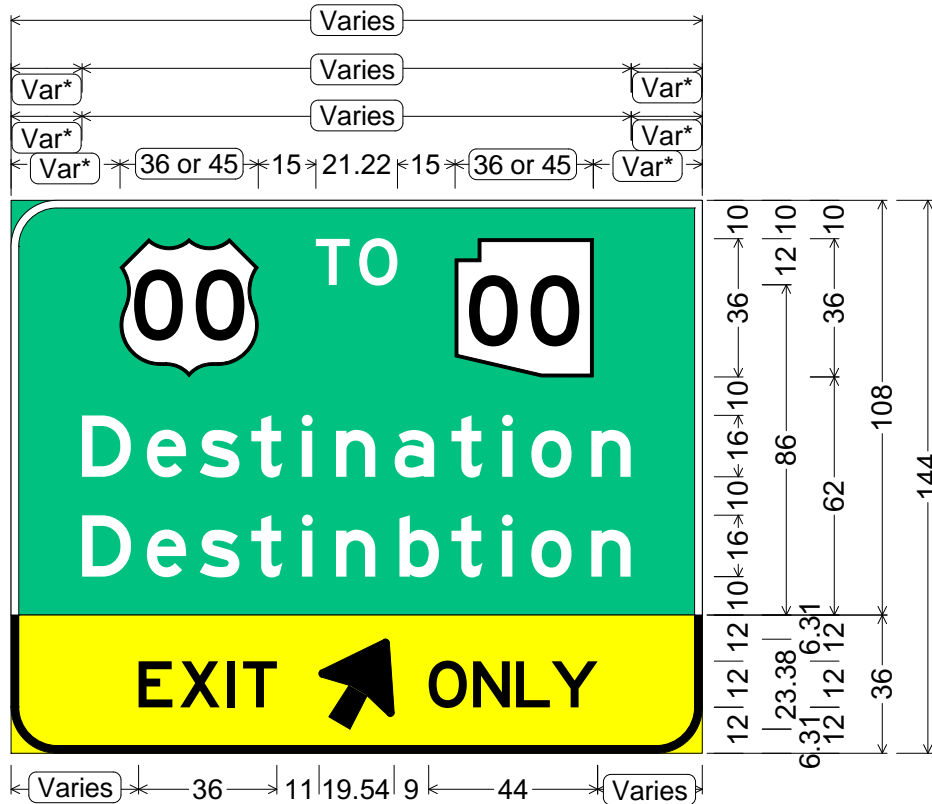 Varies
Varies
Var* Var*
Varies
Var* Var*
Var* 36 or 45 15 21.22 15 36 or 45 Var*
TO
00 00
Destination
Destinbtion
EXIT ONLY
Varies 36 11 19.54 9 44 Varies
10 36 10 16 10 16 10 12 12 12
10 12 86 6.31 23.38 6.31
10 36 62 12 12 12
108 36
144